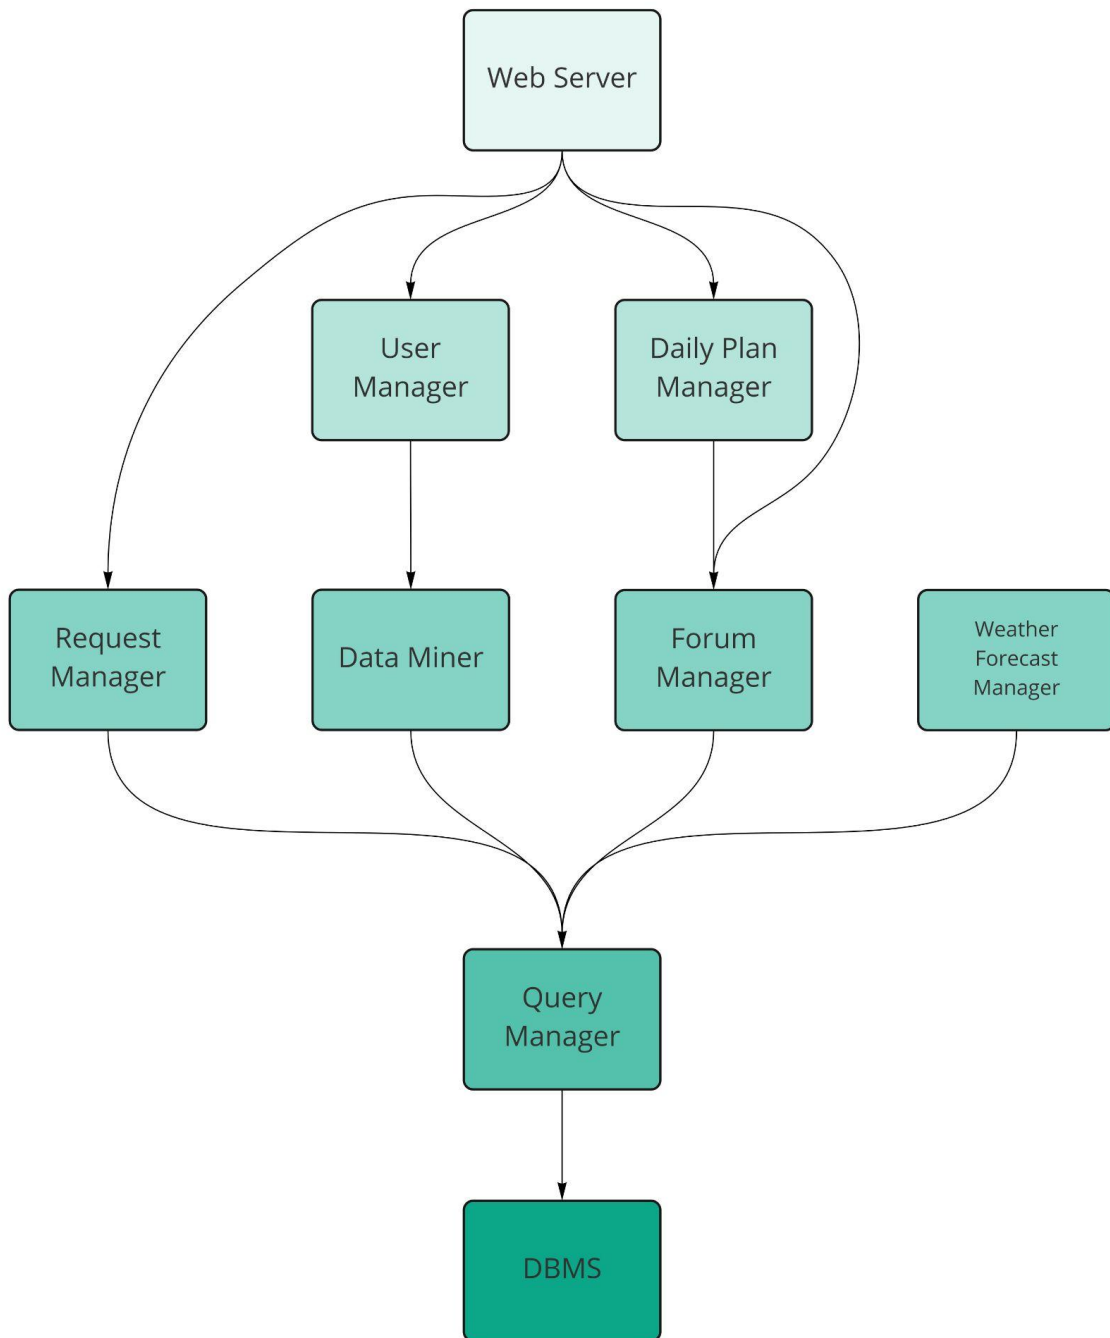 Web Server
User
Manager
Daily Plan
Manager
Request
Manager
Data Miner
Forum
Manager
Weather
Forecast
Manager
Query
Manager
DBMS